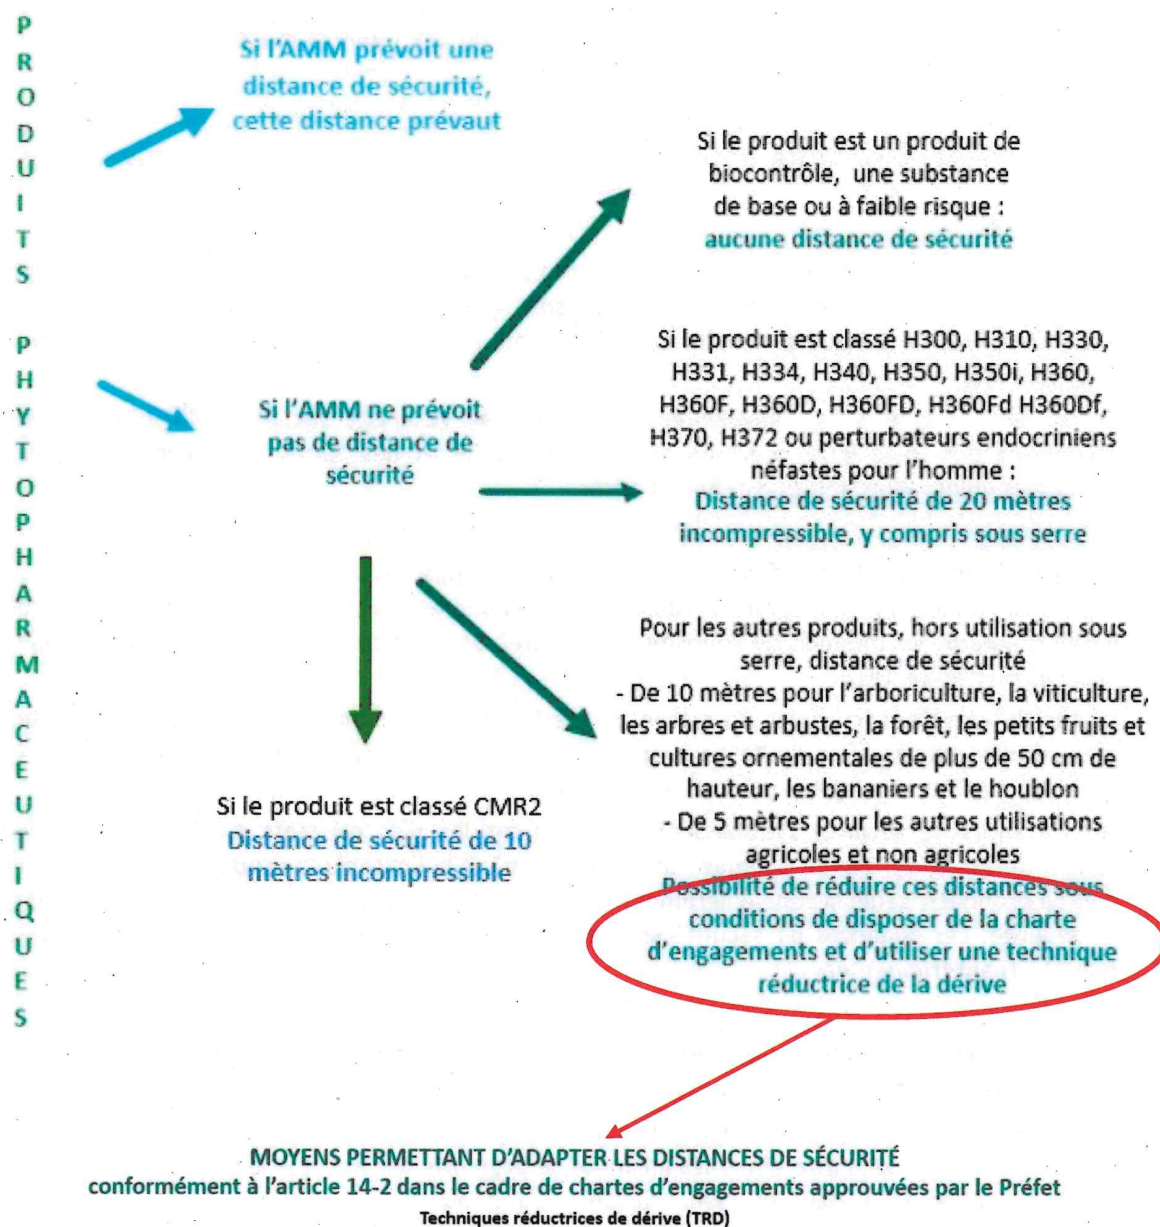 PRODUITS PHYTOPHARMACEUTIQUES
Si l'AMM prévoit une
distance de sécurité,
cette distance prévaut
Si le produit est un produit de
biocontrôle, une substance
de base ou à faible risque :
aucune distance de sécurité
Si l'AMM ne prévoit
pas de distance de
sécurité
Si le produit est classé H300, H310, H330,
H331, H334, H340, H350, H350i, H360,
H360F, H360D, H360FD, H360Fd H360Df,
H370, H372 ou perturbateurs endocriniens
néfastes pour l'homme :
Distance de sécurité de 20 mètres
incompressible, y compris sous serre
Pour les autres produits, hors utilisation sous
serre, distance de sécurité
- De 10 mètres pour l'arboriculture, la viticulture,
les arbres et arbustes, la forêt, les petits fruits et
cultures ornementales de plus de 50 cm de
hauteur, les bananiers et le houblon
- De 5 mètres pour les autres utilisations
agricoles et non agricoles
Possibilité de réduire ces distances sous
conditions de disposer de la charte
d'engagements et d'utiliser une technique
réductrice de la dérive
Si le produit est classé CMR2
Distance de sécurité de 10
mètres incompressible
MOYENS PERMETTANT D'ADAPTER LES DISTANCES DE SÉCURITÉ
conformément à l'article 14-2 dans le cadre de chartes d'engagements approuvées par le Préfet
Techniques réductrices de dérive (TRD)